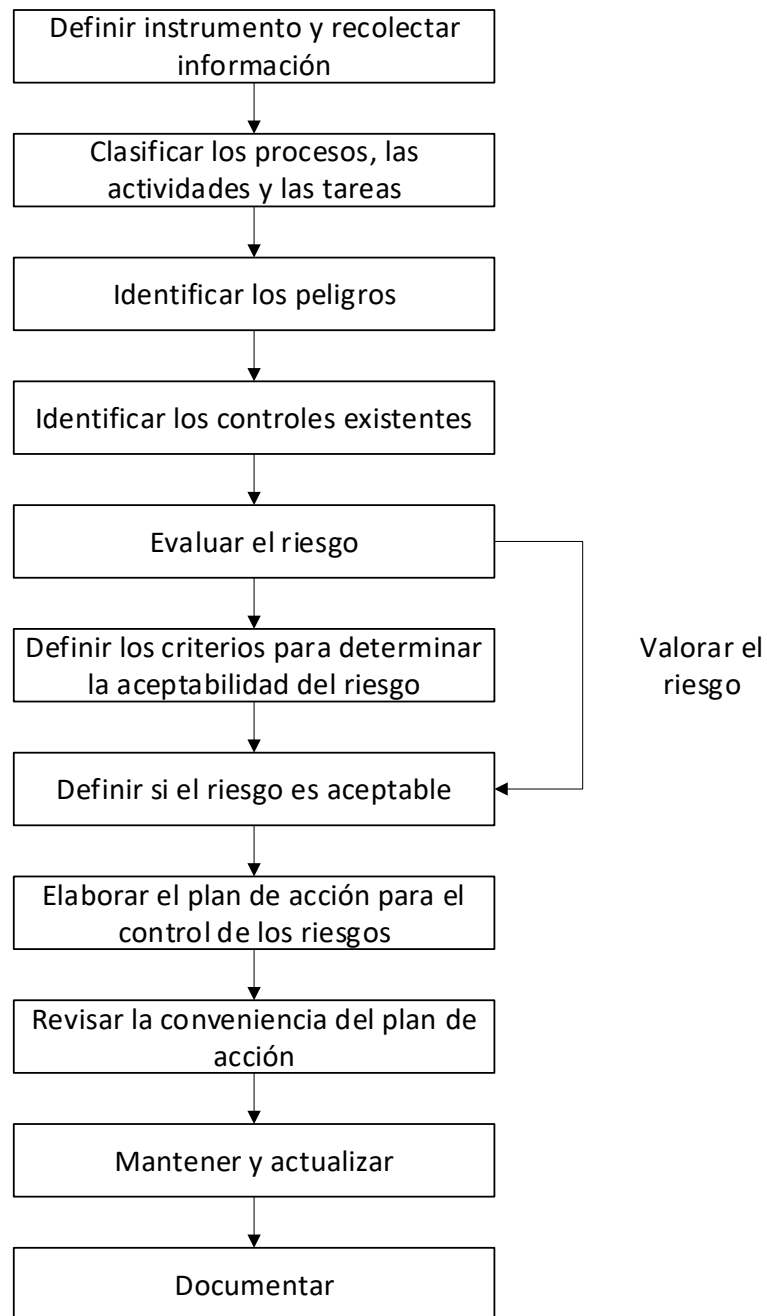 Definir instrumento y recolectar
información
Clasificar los procesos, las
actividades y las tareas
Identificar los peligros
Identificar los controles existentes
Evaluar el riesgo
Definir los criterios para determinar
la aceptabilidad del riesgo
Valorar el
riesgo
Definir si el riesgo es aceptable
Elaborar el plan de acción para el
control de los riesgos
Revisar la conveniencia del plan de
acción
Mantener y actualizar
Documentar